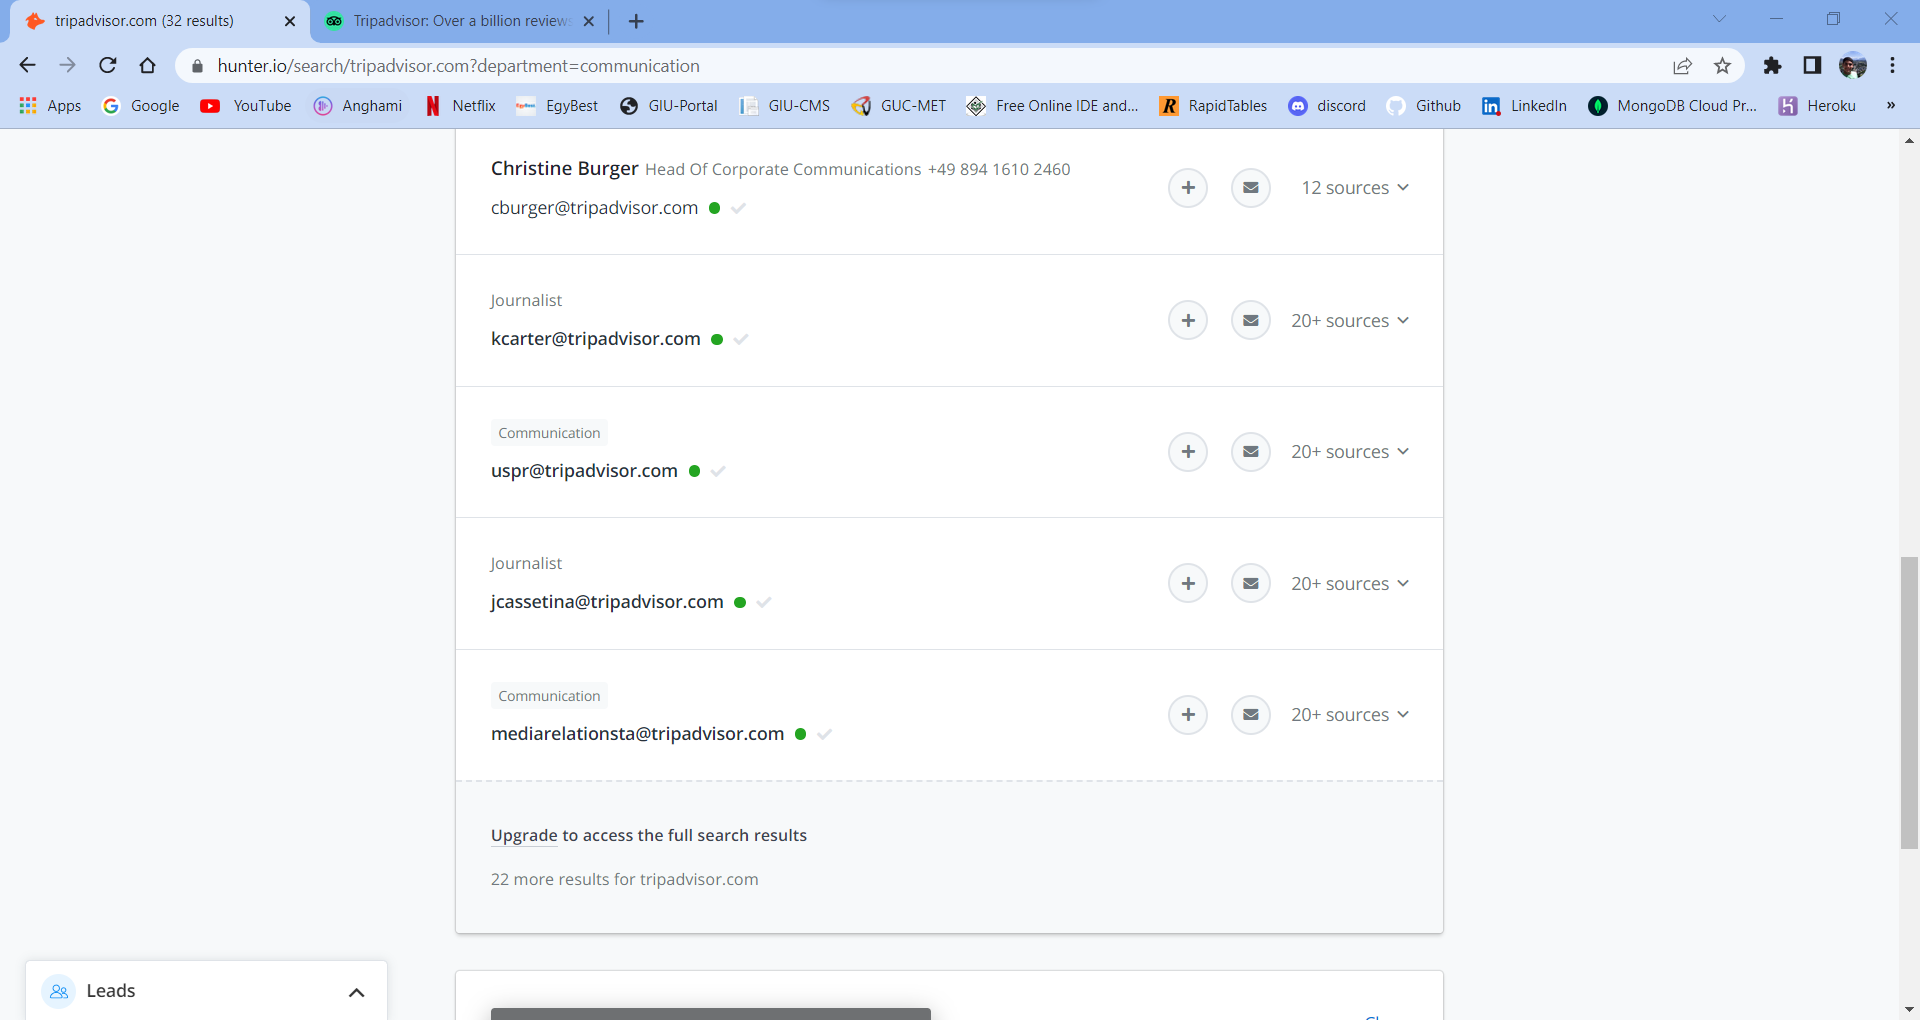 tripadvisor.com (32 results)
Tripadvisor: Over a billion reviews
hunter.io/search/tripadvisor.com?department=communication
Apps
Google
YouTube
Anghami
Netflix
EgyBest
GIU-Portal
GIU-CMS
GUC-MET
Free Online IDE and...
RapidTables
discord
Github
LinkedIn
MongoDB Cloud Pr...
Heroku
»
Christine Burger Head Of Corporate Communications +49 894 1610 2460
cburger@tripadvisor.com
12 sources
Journalist
kcarter@tripadvisor.com
20+ sources
Communication
uspr@tripadvisor.com
20+ sources
Journalist
jcassetina@tripadvisor.com
20+ sources
Communication
mediarelationsta@tripadvisor.com
20+ sources
Upgrade to access the full search results
22 more results for tripadvisor.com
Leads